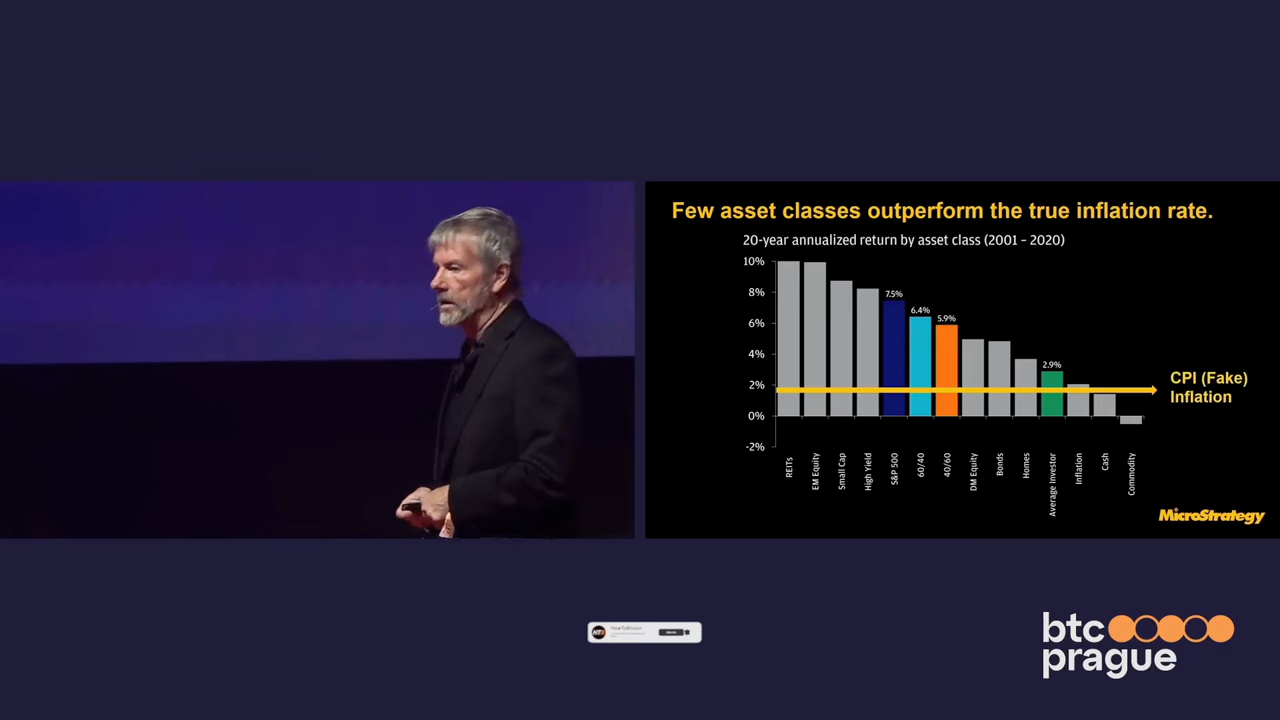 Few asset classes outperform the true inflation rate.
20-year annualized return by asset class (2001 – 2020)
10%
8%
6%
4%
2%
0%
-2%
7.5%
6.4%
5.9%
2.9%
CPI (Fake)
Inflation
REITs
EM Equity
Small Cap
High Yield
S&P 500
60/40
40/60
DM Equity
Bonds
Homes
Average Investor
Inflation
Cash
Commodity
MicroStrategy
btc
prague